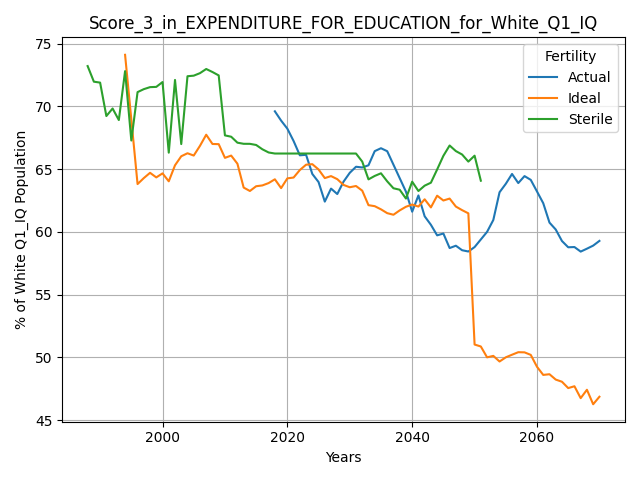 Score_3_in_EXPENDITURE_FOR_EDUCATION_for_White_Q1_IQ
% of White Q1_IQ Population
75
70
65
60
55
50
45
2000
2020
2040
2060
Years
Fertility
Actual
Ideal
Sterile